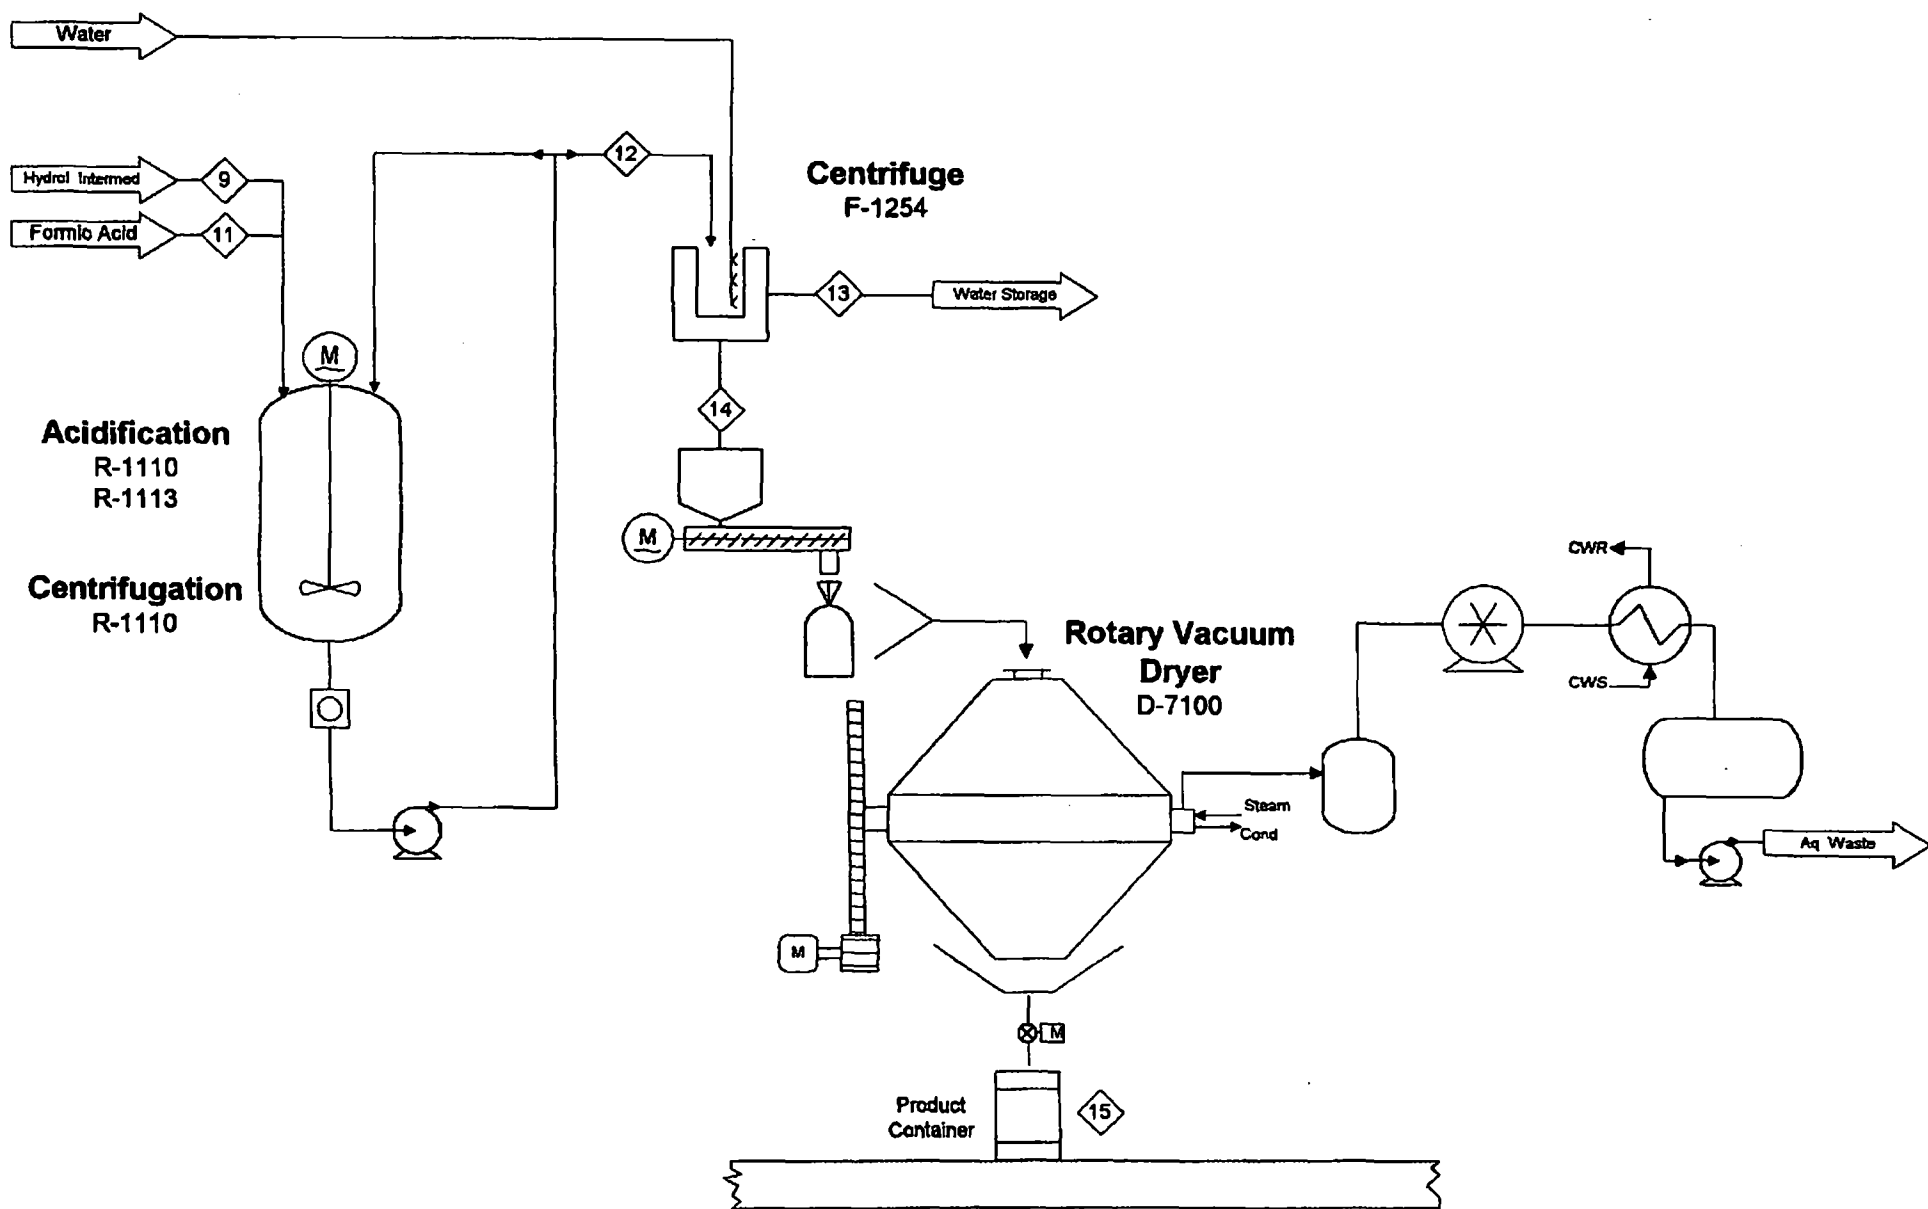 Water
Hydrol Intermed
9
Formic Acid
11
12
Centrifuge
F-1254
13
Water Storage
M
14
Acidification
R-1110
R-1113
M
Centrifugation
R-1110
CWR
CWS
Rotary Vacuum
Dryer
D-7100
Steam
Cond
Aq Waste
M
M
Product
Container
15